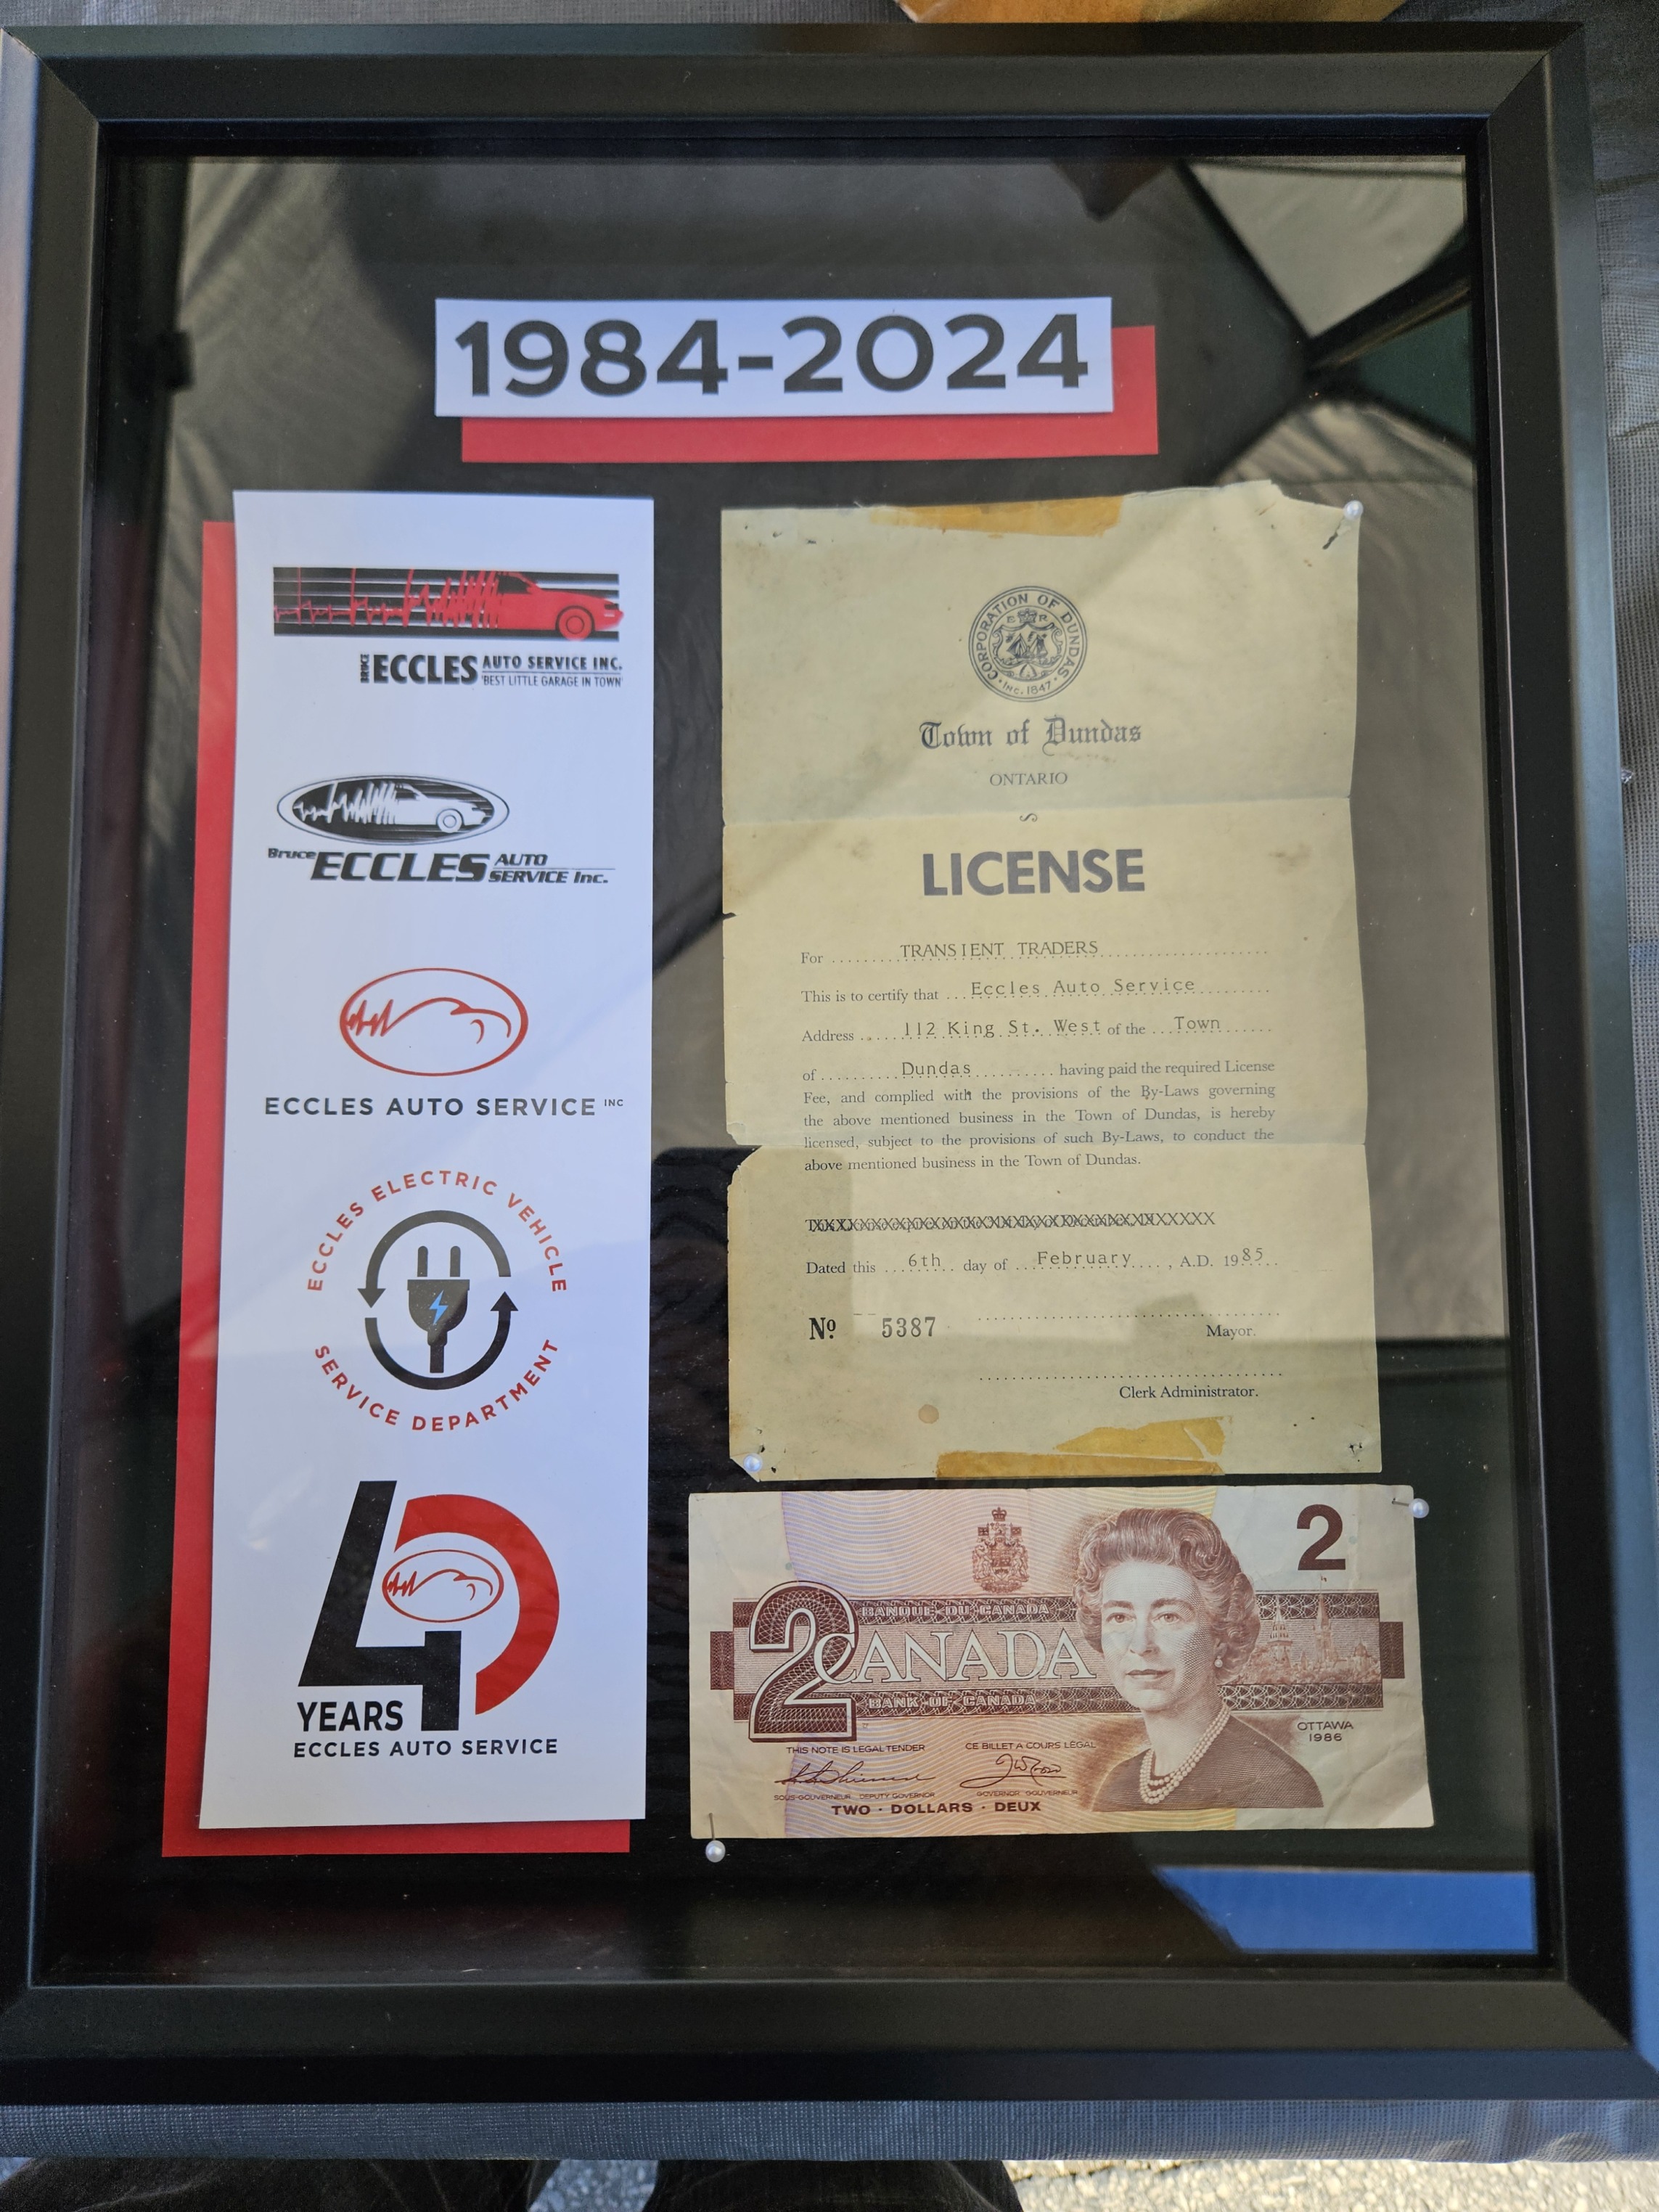 1984-2024
BRUCE ECCLES AUTO SERVICE INC.
"BEST LITTLE GARAGE IN TOWN"
Bruce ECCLES AUTO
SERVICE Inc.
ECCLES AUTO SERVICE INC
ECCLES ELECTRIC VEHICLE
SERVICE DEPARTMENT
40
YEARS
ECCLES AUTO SERVICE
CORPORATION OF DUNDAS
INC. 1847
Town of Dundas
ONTARIO
LICENSE
For TRANSIENT TRADERS
This is to certify that Eccles Auto Service
Address 112 King St. West of the Town
of Dundas having paid the required License
Fee, and complied with the provisions of the By-Laws governing
the above mentioned business in the Town of Dundas, is hereby
licensed, subject to the provisions of such By-Laws, to conduct the
above mentioned business in the Town of Dundas.
Dated this 6th day of February, A.D. 1985
Nº 5387
Mayor.
Clerk Administrator.
2
BANQUE DU CANADA
2 CANADA
BANK OF CANADA
OTTAWA
1986
THIS NOTE IS LEGAL TENDER CE BILLET A COURS LÉGAL
SOUS-GOUVERNEUR DEPUTY GOVERNOR GOVERNOR GOUVERNEUR
TWO · DOLLARS · DEUX